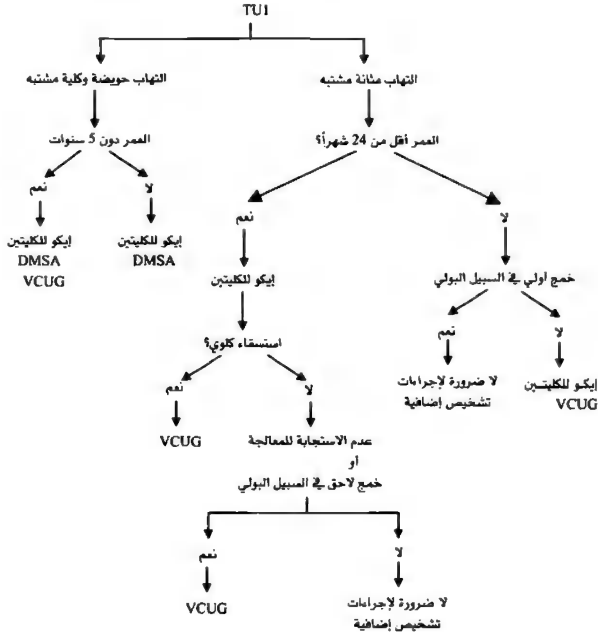 TU1
التهاب مثانة مشتبه
التهاب حويضة وكلية مشتبه
العمر أقل من 24 شهراً؟
العمر دون 5 سنوات
لا
نعم
إيكو للكليتين
DMSA
إيكو للكليتين
DMSA
VCUG
نعم
لا
إيكو للكليتين
خمج أولي في السبيل البولي
استسقاء كلوي؟
نعم
لا
لا ضرورة لإجراءات
تشخيص إضافية
إيكو للكليتين
VCUG
نعم
لا
VCUG
عدم الاستجابة للمعالجة
أو
خمج لاحق في السبيل البولي
نعم
لا
VCUG
لا ضرورة لإجراءات
تشخيص إضافية